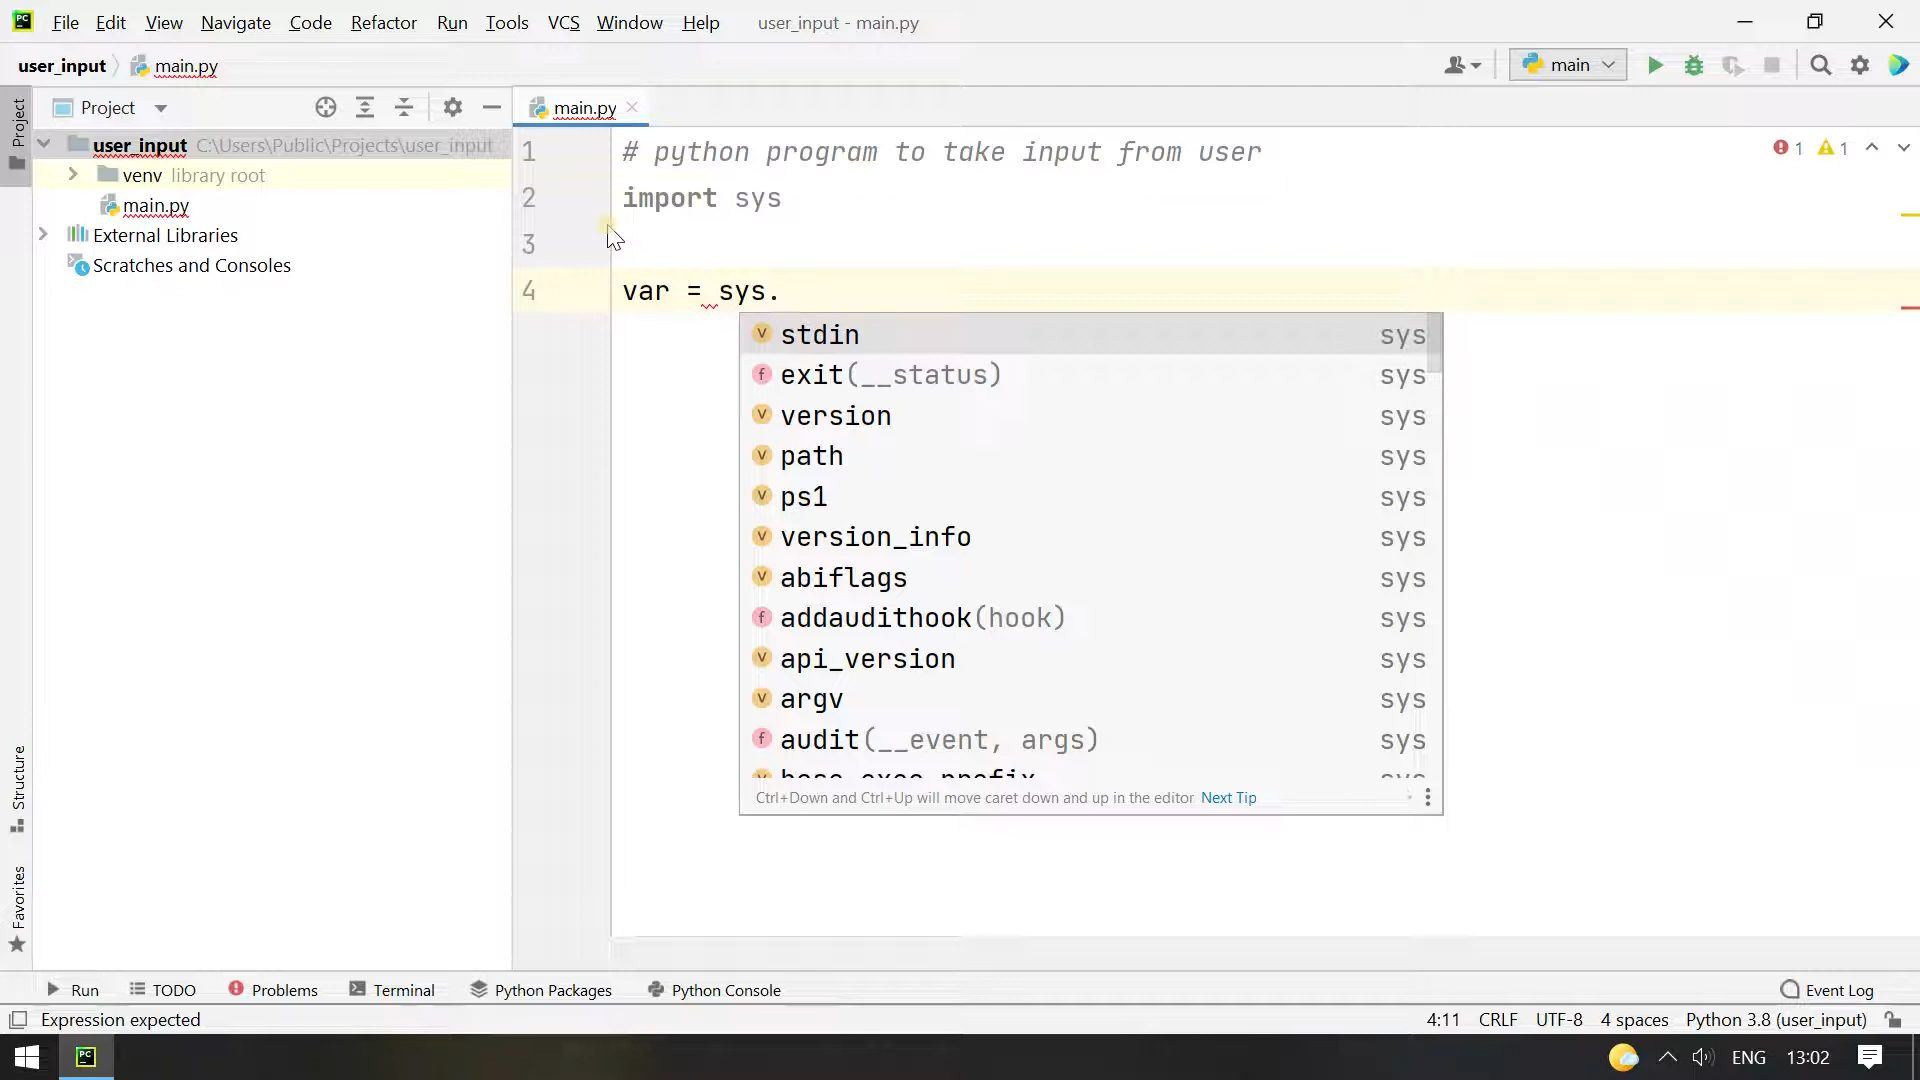 PC File Edit View Navigate Code Refactor Run Tools VCS Window Help user_input - main.py
user_input main.py main
Project Project main.py
user_input C:\Users\Public\Projects\user_input
venv library root
main.py
External Libraries
Scratches and Consoles
Structure
Favorites
1 # python program to take input from user 1 1
2 import sys
3
4 var = sys.
v stdin sys
f exit(__status) sys
v version sys
v path sys
v ps1 sys
v version_info sys
v abiflags sys
f addaudithook(hook) sys
v api_version sys
v argv sys
f audit(__event, args) sys
v base_exec_prefix sys
Ctrl+Down and Ctrl+Up will move caret down and up in the editor Next Tip
Run TODO Problems Terminal Python Packages Python Console Event Log
Expression expected 4:11 CRLF UTF-8 4 spaces Python 3.8 (user_input)
PC ENG 13:02